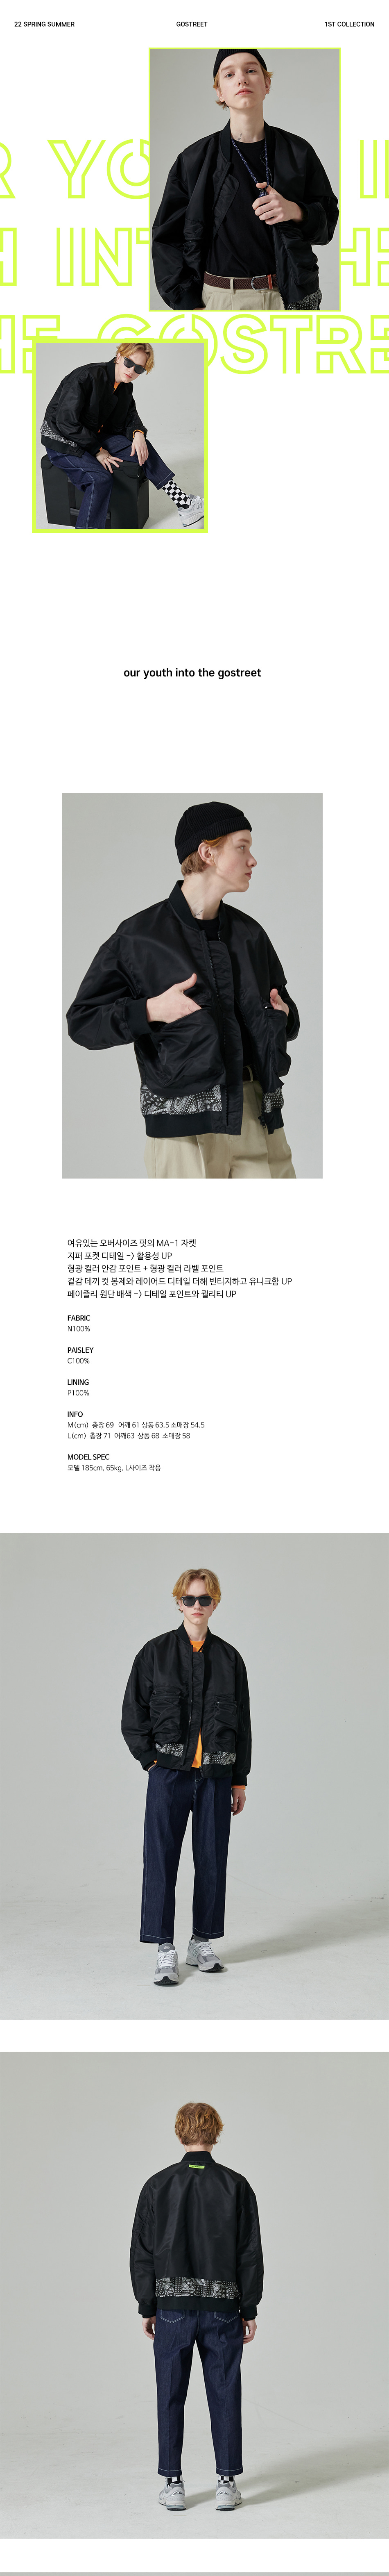 22 SPRING SUMMER
GOSTREET
1ST COLLECTION
our youth into the gostreet
여유있는 오버사이즈 핏의 MA-1 자켓
지퍼 포켓 디테일 -> 활용성 UP
형광 컬러 안감 포인트 + 형광 컬러 라벨 포인트
겉감 데끼 컷 봉제와 레이어드 디테일 더해 빈티지하고 유니크함 UP
페이즐리 원단 배색 -> 디테일 포인트와 퀄리티 UP
FABRIC
N100%
PAISLEY
C100%
LINING
P100%
INFO
M(cm) 총장 69 어깨 61 상동 63.5 소매장 54.5
L(cm) 총장 71 어깨63 상동 68 소매장 58
MODEL SPEC
모델 185cm, 65kg, L사이즈 착용